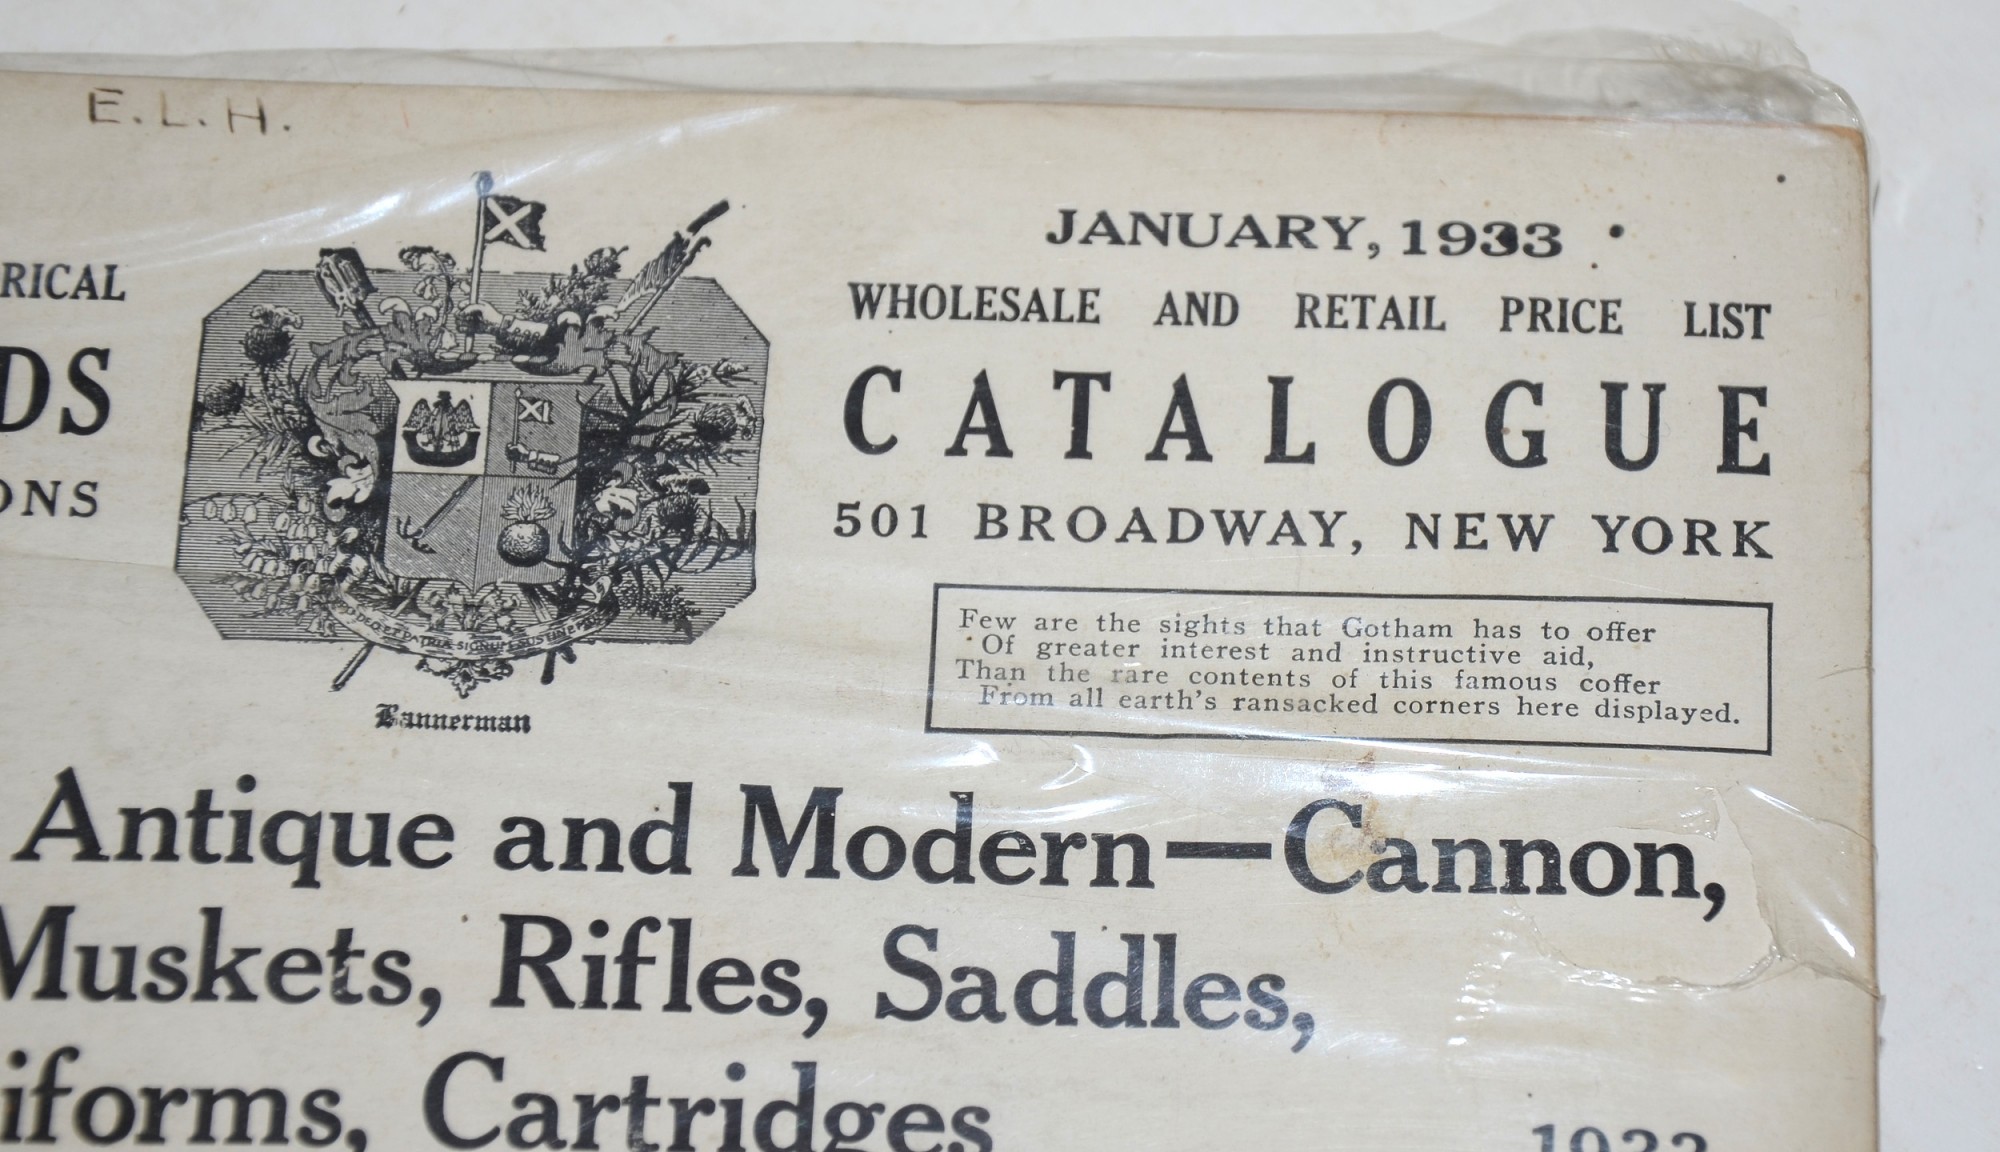 E.L.H.
RICAL
DS
ONS
Bannerman
JANUARY, 1933
WHOLESALE AND RETAIL PRICE LIST
CATALOGUE
501 BROADWAY, NEW YORK
Few are the sights that Gotham has to offer
Of greater interest and instructive aid,
Than the rare contents of this famous coffer
From all earth's ransacked corners here displayed.
Antique and Modern—Cannon,
Muskets, Rifles, Saddles,
iforms, Cartridges
1933